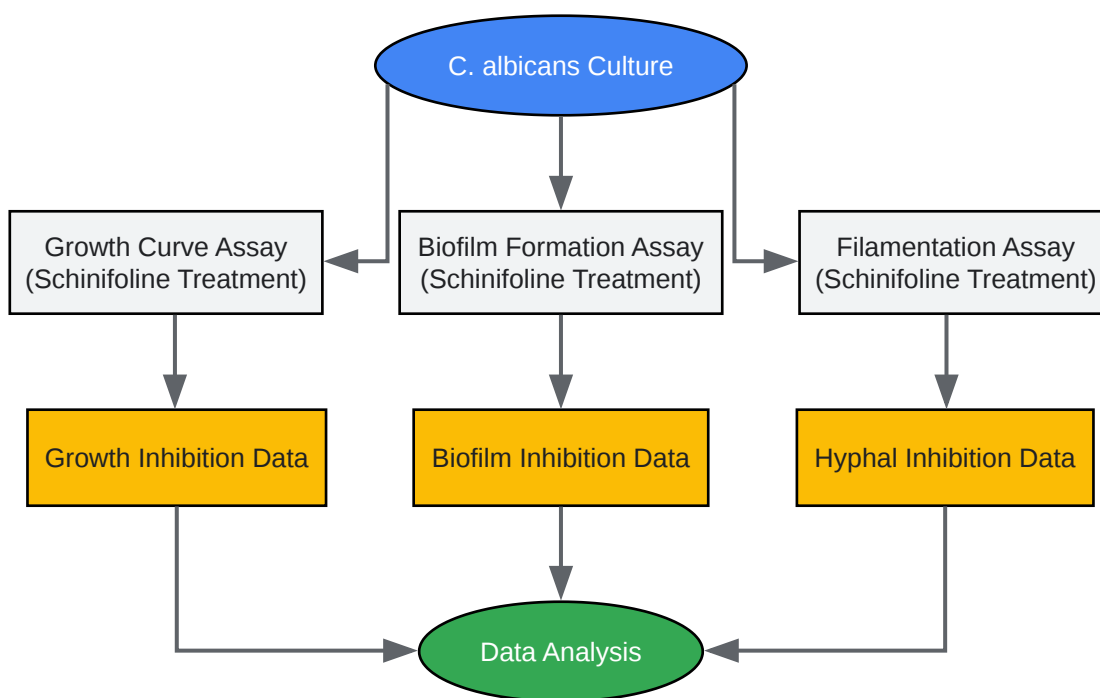 C. albicans Culture
Growth Curve Assay
(Schinifoline Treatment)
Biofilm Formation Assay
(Schinifoline Treatment)
Filamentation Assay
(Schinifoline Treatment)
Growth Inhibition Data
Biofilm Inhibition Data
Hyphal Inhibition Data
Data Analysis